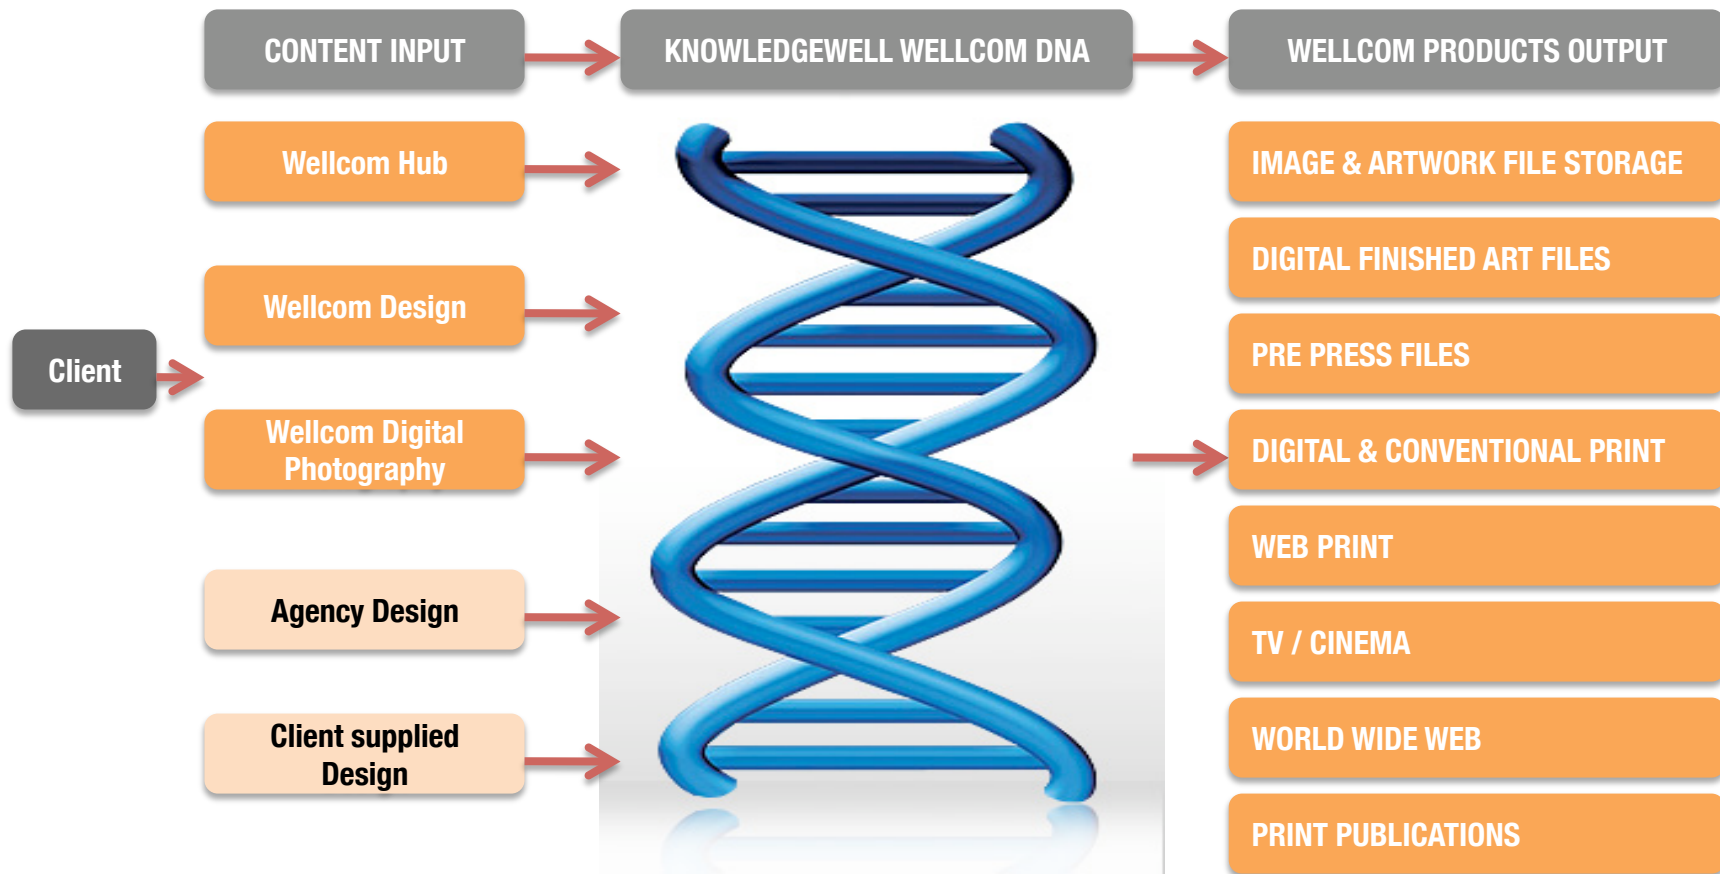 CONTENT INPUT
KNOWLEDGEWELL WELLCOM DNA
WELLCOM PRODUCTS OUTPUT
Client
Wellcom Hub
Wellcom Design
Wellcom Digital
Photography
Agency Design
Client supplied
Design
IMAGE & ARTWORK FILE STORAGE
DIGITAL FINISHED ART FILES
PRE PRESS FILES
DIGITAL & CONVENTIONAL PRINT
WEB PRINT
TV / CINEMA
WORLD WIDE WEB
PRINT PUBLICATIONS